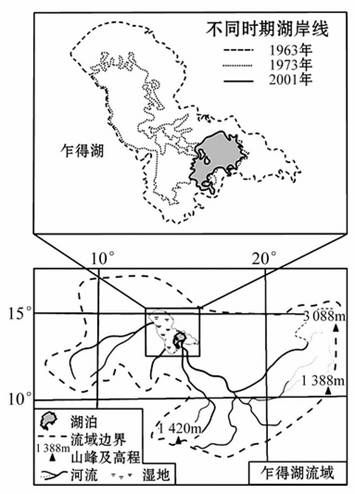 不同时期湖岸线
1963年
1973年
2001年
乍得湖
10°
20°
15°
3 088m
10°
1 388m
1 420m
湖泊
流域边界
1 388m 山峰及高程
河流 湿地
乍得湖流域